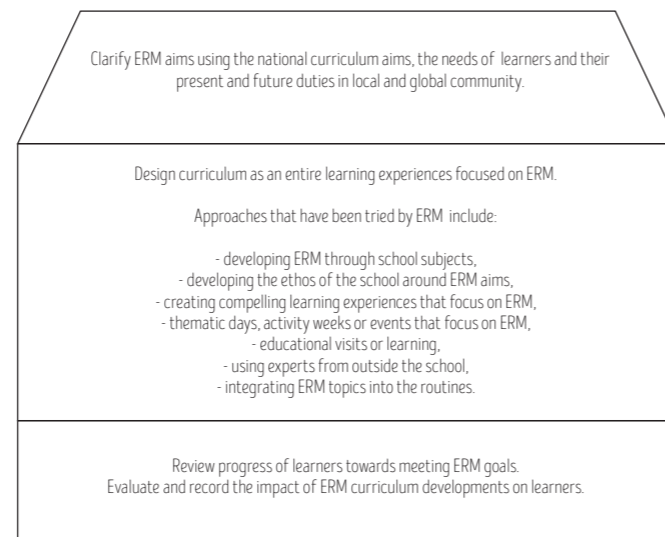 Clarify ERM aims using the national curriculum aims, the needs of learners and their
present and future duties in local and global community.
Design curriculum as an entire learning experiences focused on ERM.
Approaches that have been tried by ERM include:
- developing ERM through school subjects,
- developing the ethos of the school around ERM aims,
- creating compelling learning experiences that focus on ERM,
- thematic days, activity weeks or events that focus on ERM,
- educational visits or learning,
- using experts from outside the school,
- integrating ERM topics into the routines.
Review progress of learners towards meeting ERM goals.
Evaluate and record the impact of ERM curriculum developments on learners.